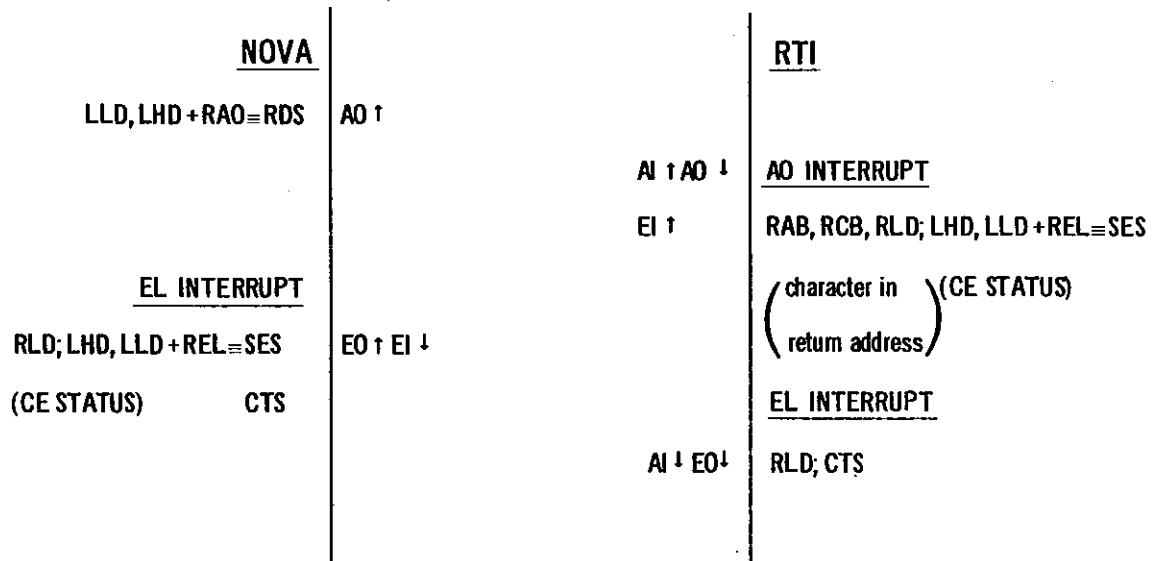 NOVA RTI
LLD, LHD + RAO ≡ RDS AO ↑
AI ↑ AO ↓ AO INTERRUPT
EI ↑ RAB, RCB, RLD; LHD, LLD + REL ≡ SES
EL INTERRUPT (character in (CE STATUS)
RLD; LHD, LLD + REL ≡ SES EO ↑ EI ↓ return address)
(CE STATUS) CTS EL INTERRUPT
AI ↓ EO ↓ RLD; CTS